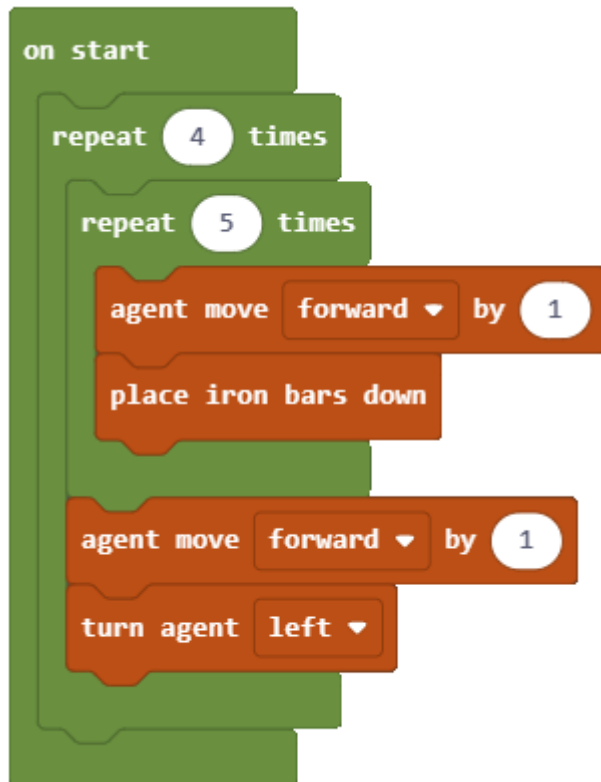 on start
repeat 4 times
repeat 5 times
agent move forward by 1
place iron bars down
agent move forward by 1
turn agent left